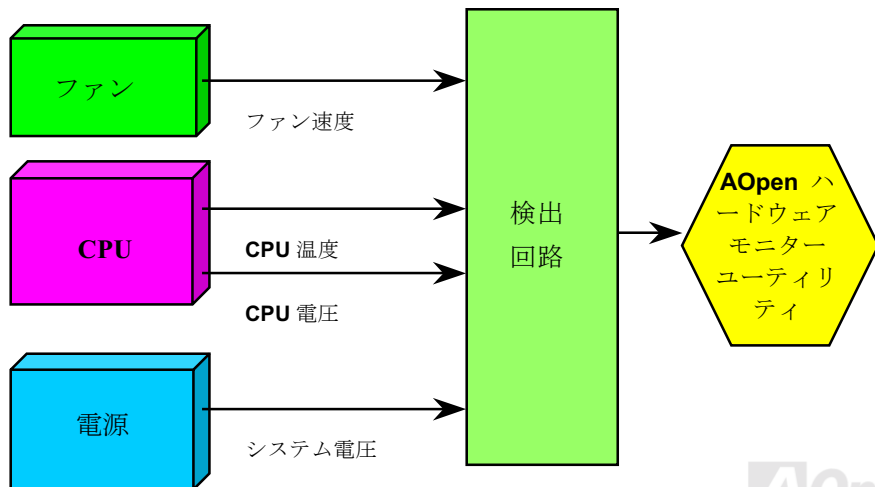 ファン
ファン速度
CPU
CPU 温度
CPU 電圧
電源
システム電圧
検出
回路
AOpen ハ
ードウェア
モニター
ユーティリ
ティ